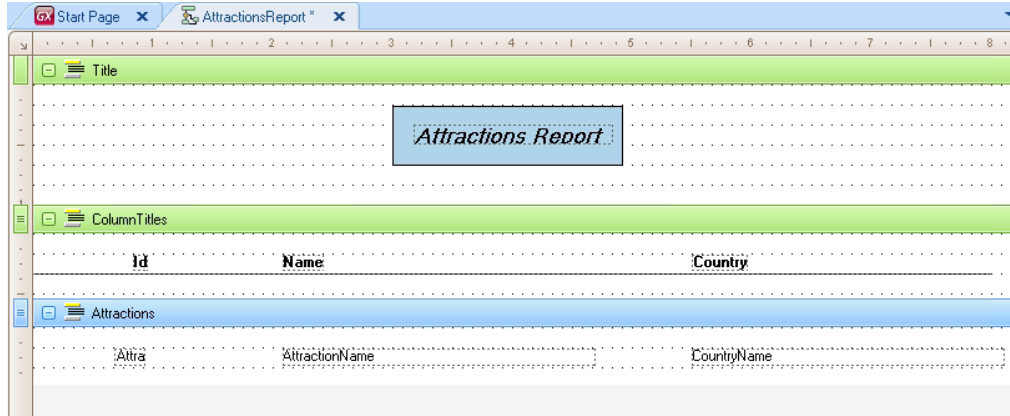 GX Start Page x AttractionsReport * x
1 2 3 4 5 6 7 8
Title
Attractions Report
1
ColumnTitles
Id Name Country
Attractions
Attra AttractionName CountryName